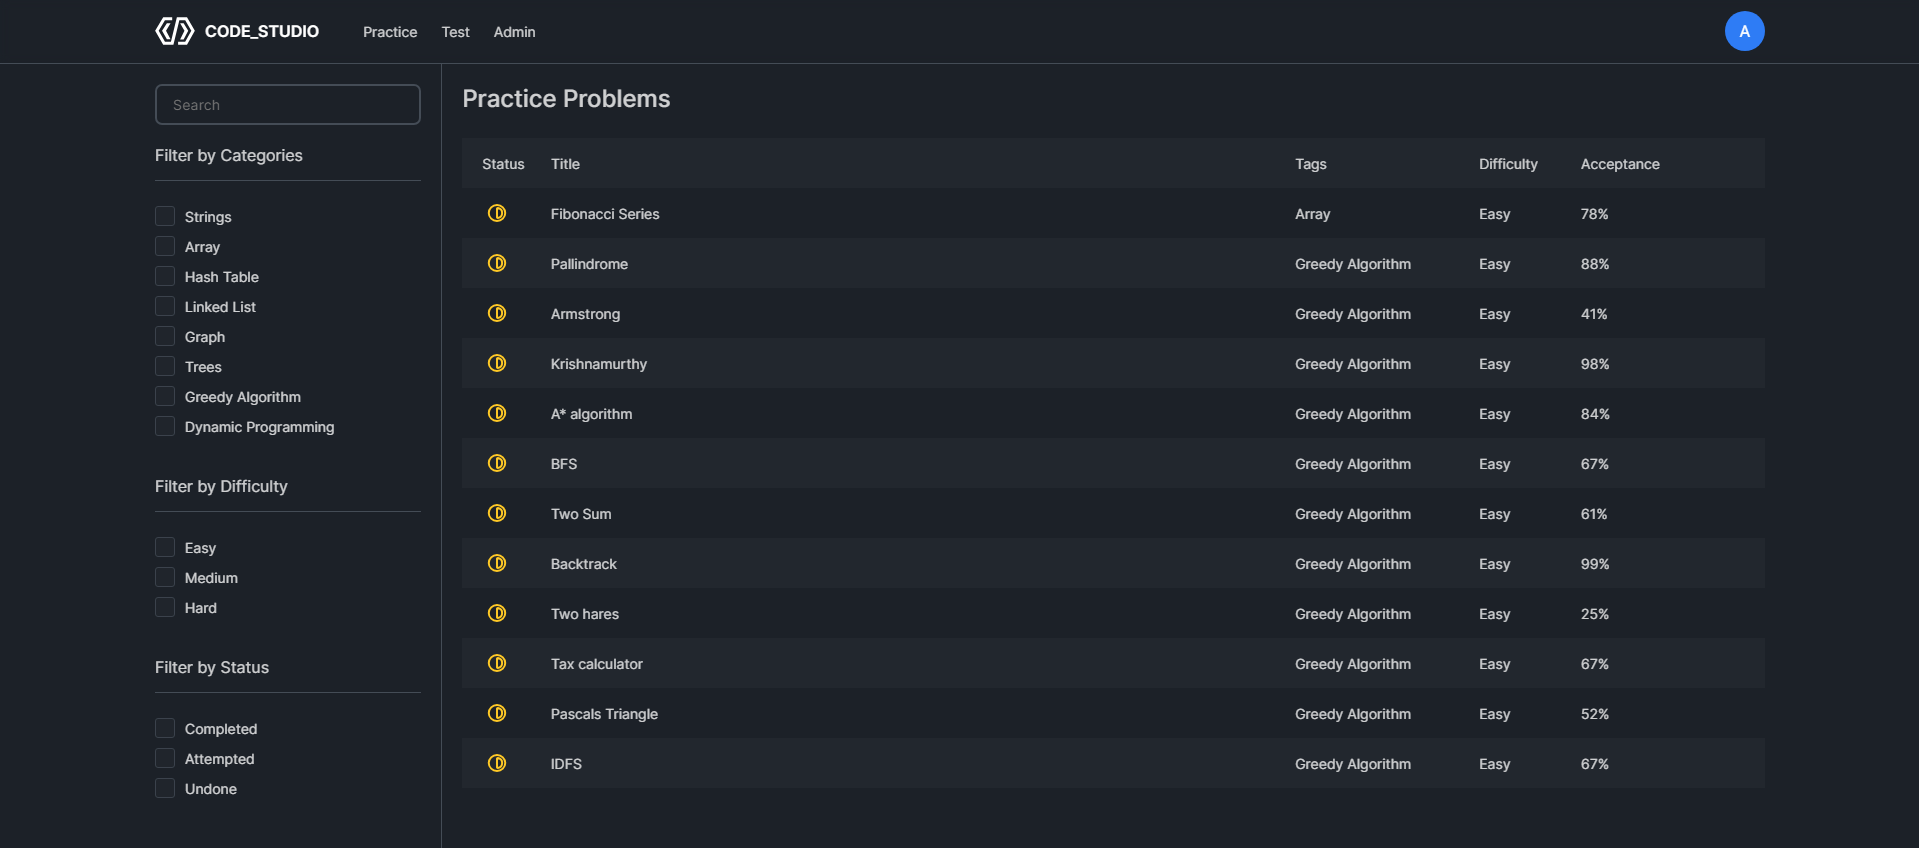 CODE_STUDIO Practice Test Admin A
Search
Filter by Categories
Strings
Array
Hash Table
Linked List
Graph
Trees
Greedy Algorithm
Dynamic Programming
Filter by Difficulty
Easy
Medium
Hard
Filter by Status
Completed
Attempted
Undone
Practice Problems
Status Title Tags Difficulty Acceptance
Fibonacci Series Array Easy 78%
Pallindrome Greedy Algorithm Easy 88%
Armstrong Greedy Algorithm Easy 41%
Krishnamurthy Greedy Algorithm Easy 98%
A* algorithm Greedy Algorithm Easy 84%
BFS Greedy Algorithm Easy 67%
Two Sum Greedy Algorithm Easy 61%
Backtrack Greedy Algorithm Easy 99%
Two hares Greedy Algorithm Easy 25%
Tax calculator Greedy Algorithm Easy 67%
Pascals Triangle Greedy Algorithm Easy 52%
IDFS Greedy Algorithm Easy 67%